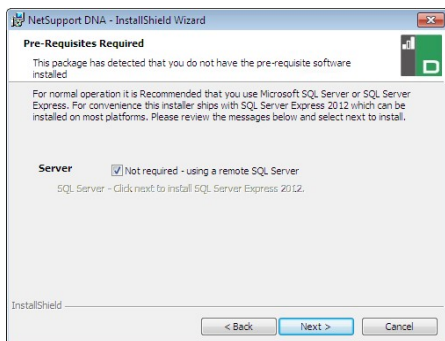 NetSupport DNA - InstallShield Wizard
Pre-Requisites Required
This package has detected that you do not have the pre-requisite software
installed
D
For normal operation it is Recommended that you use Microsoft SQL Server or SQL Server
Express. For convenience this installer ships with SQL Server Express 2012 which can be
installed on most platforms. Please review the messages below and select next to install.
Server Not required - using a remote SQL Server
SQL Server - Click next to install SQL Server Express 2012.
InstallShield
< Back Next > Cancel